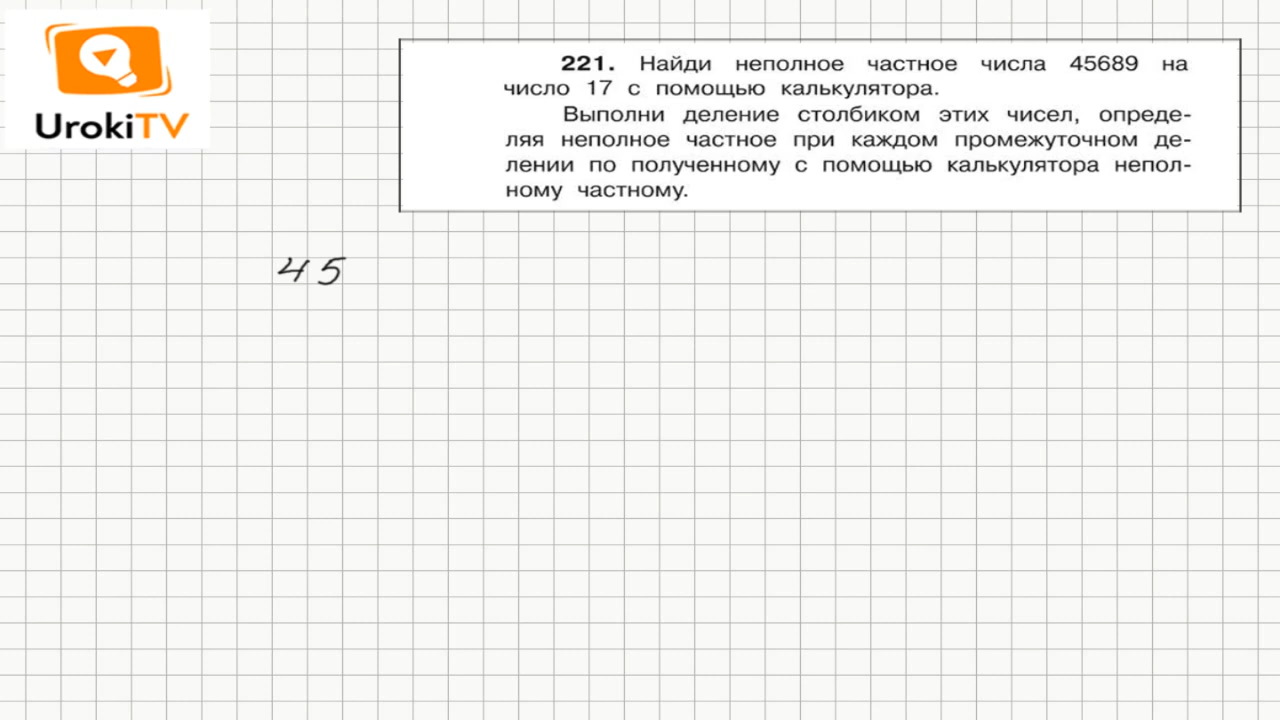 UrokiTV
221. Найди неполное частное числа 45689 на
число 17 с помощью калькулятора.
Выполни деление столбиком этих чисел, опреде-
ляя неполное частное при каждом промежуточном де-
лении по полученному с помощью калькулятора непол-
ному частному.
45